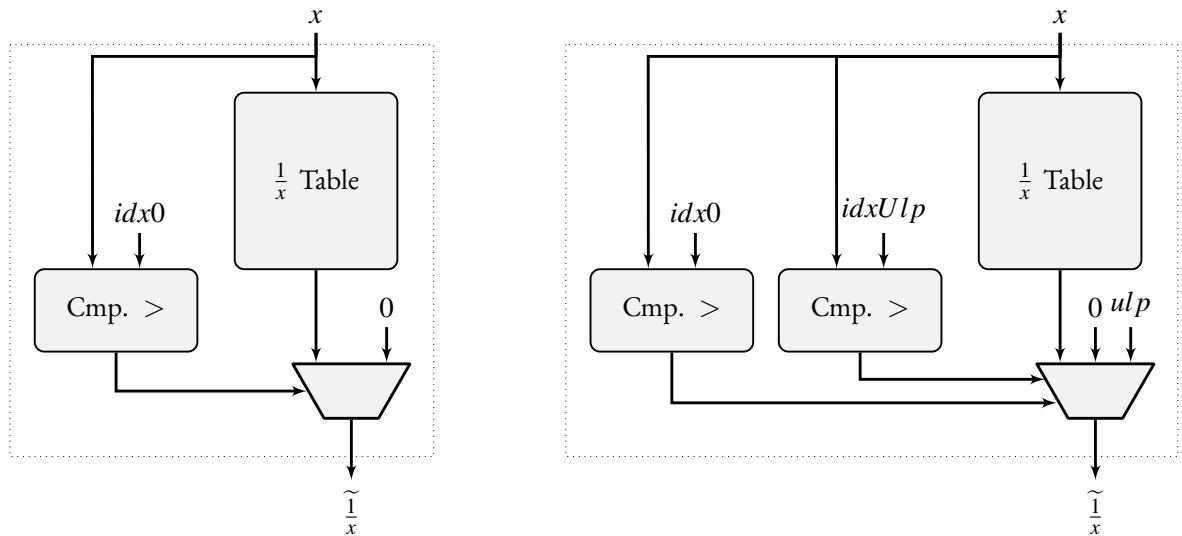 x
1/x Table
idx0
Cmp. >
0
1̃/x
x
1/x Table
idx0
idxUlp
Cmp. >
Cmp. >
0
ulp
1̃/x